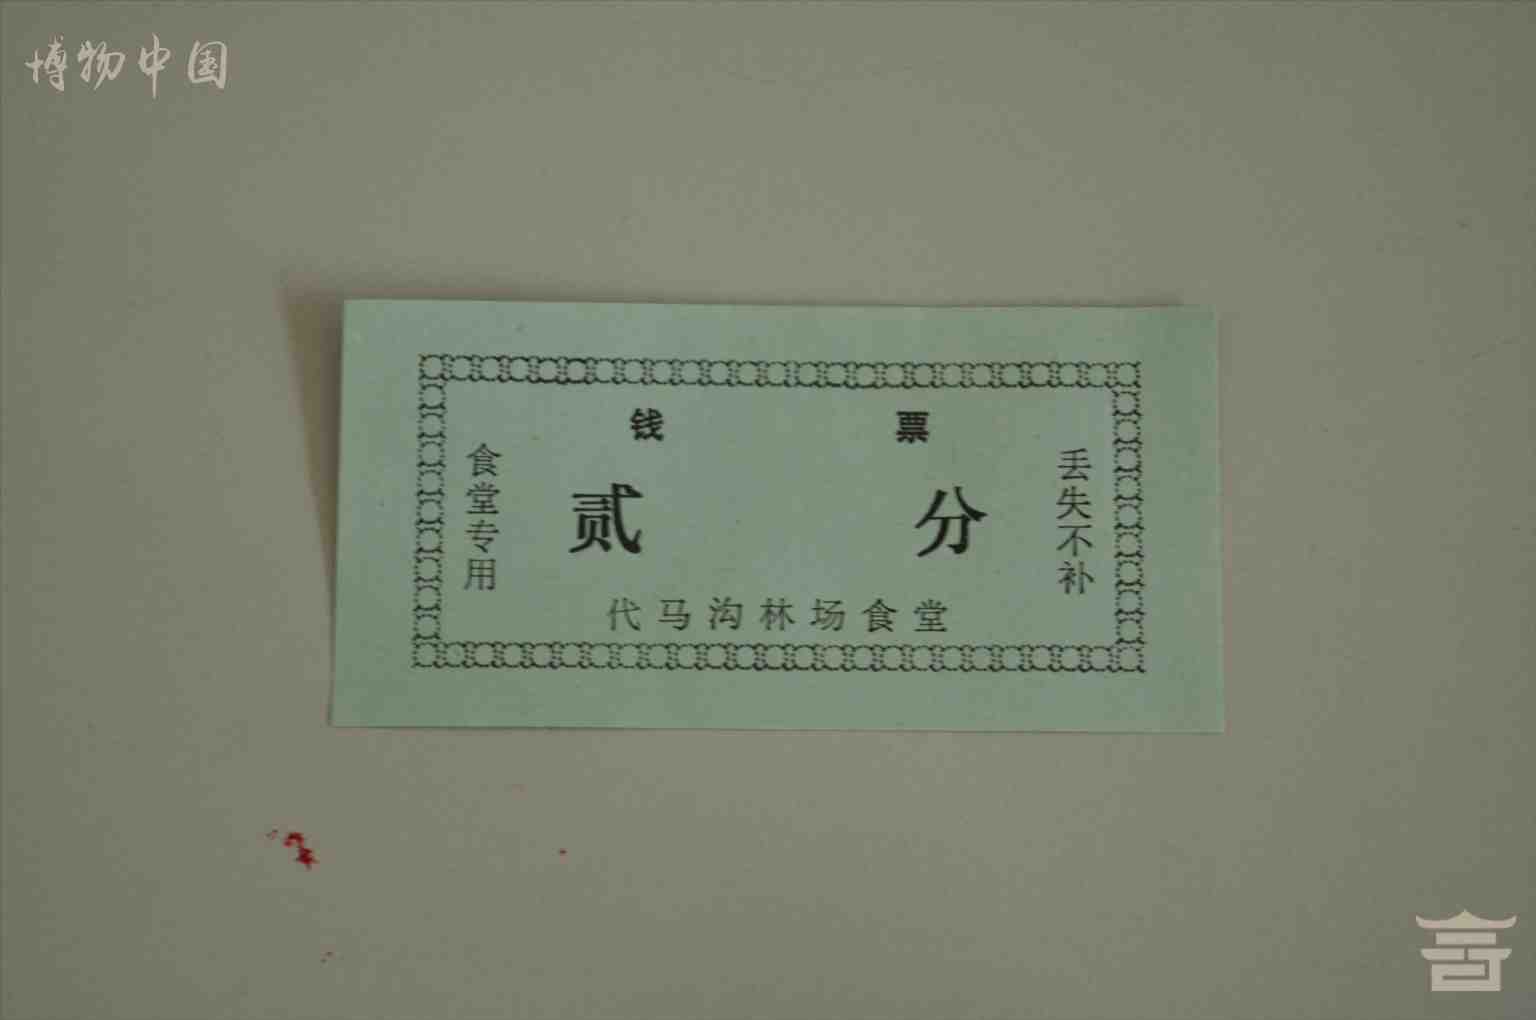 博物中国
钱 票
食堂专用
贰 分
丢失不补
代马沟林场食堂